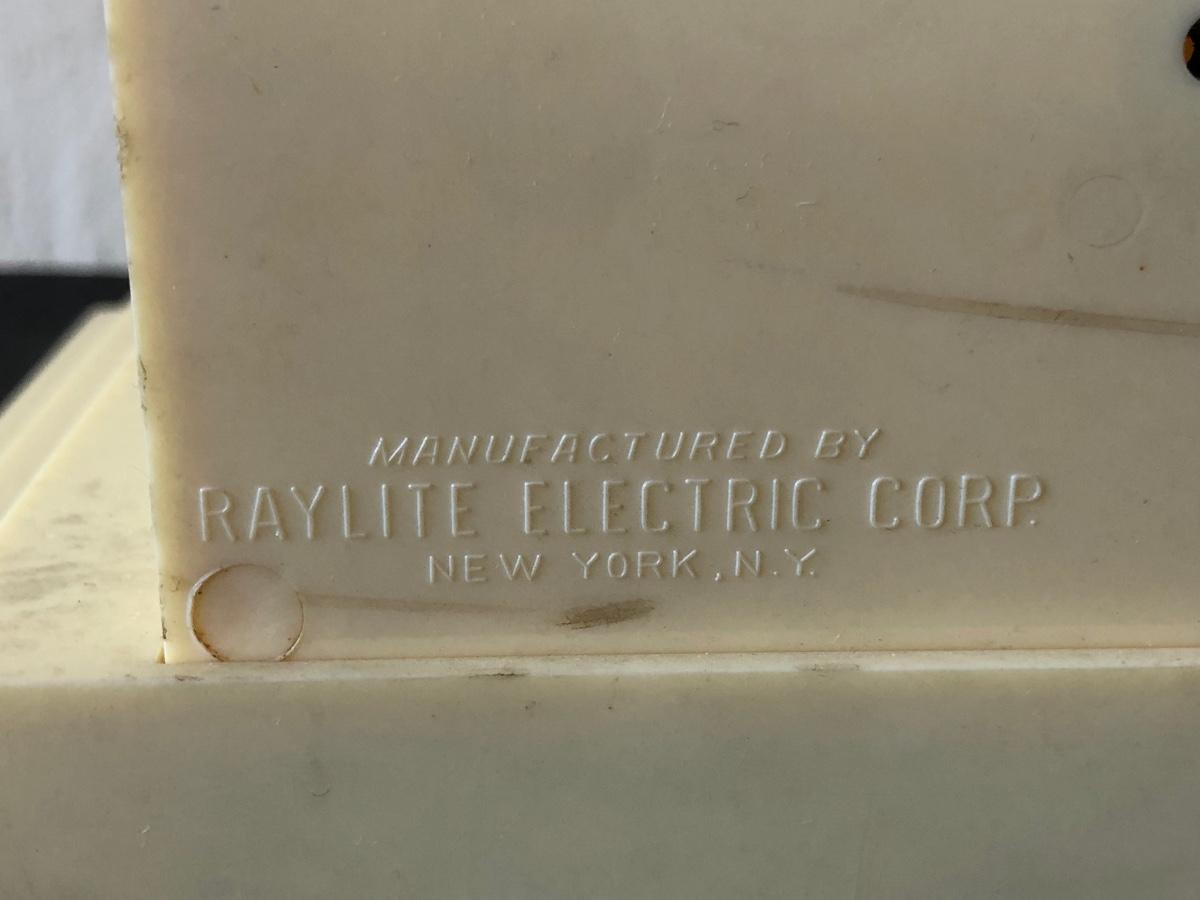 MANUFACTURED BY
RAYLITE ELECTRIC CORP.
NEW YORK, N.Y.